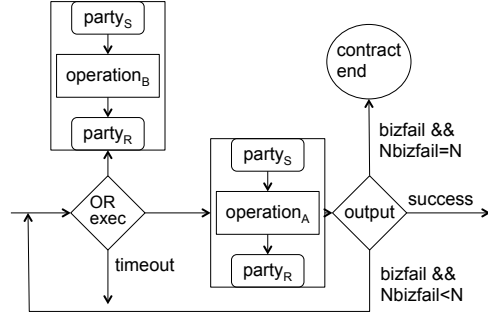 party_S
operation_B
party_R
contract
end
bizfail &&
Nbizfail=N
party_S
OR
exec
operation_A
output
success
timeout
party_R
bizfail &&
Nbizfail<N